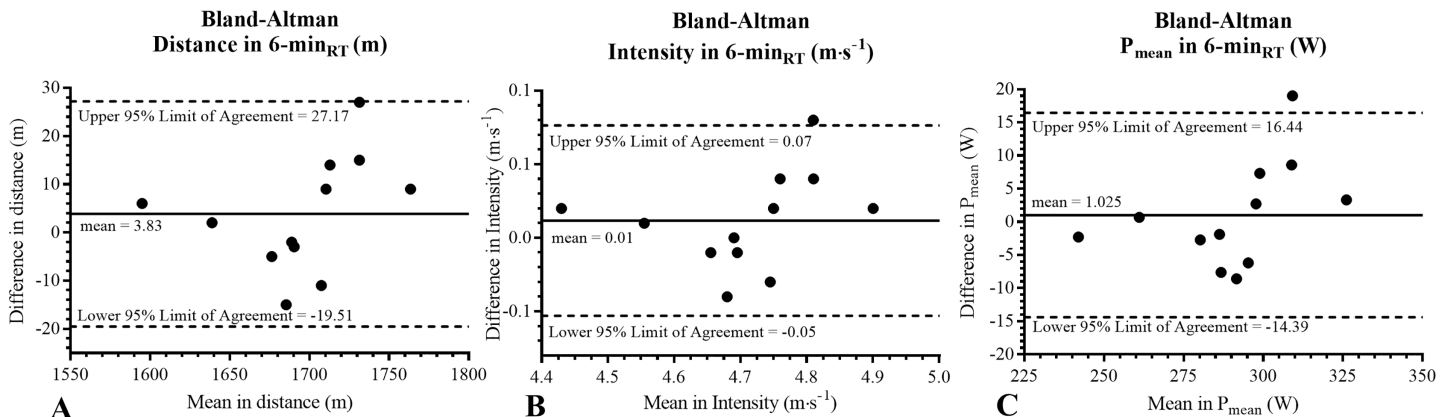 Bland-Altman
Distance in 6-min_RT (m)
30
20
10
0
-10
-20
Difference in distance (m)
Upper 95% Limit of Agreement = 27.17
mean = 3.83
Lower 95% Limit of Agreement = -19.51
1550 1600 1650 1700 1750 1800
Mean in distance (m)
A
Bland-Altman
Intensity in 6-min_RT (m·s⁻¹)
0.1
0.1
0.0
-0.1
Difference in Intensity (m·s⁻¹)
Upper 95% Limit of Agreement = 0.07
mean = 0.01
Lower 95% Limit of Agreement = -0.05
4.4 4.5 4.6 4.7 4.8 4.9 5.0
Mean in Intensity (m·s⁻¹)
B
Bland-Altman
P_mean in 6-min_RT (W)
20
15
10
5
0
-5
-10
-15
-20
Difference in P_mean (W)
Upper 95% Limit of Agreement = 16.44
mean = 1.025
Lower 95% Limit of Agreement = -14.39
225 250 275 300 325 350
Mean in P_mean (W)
C